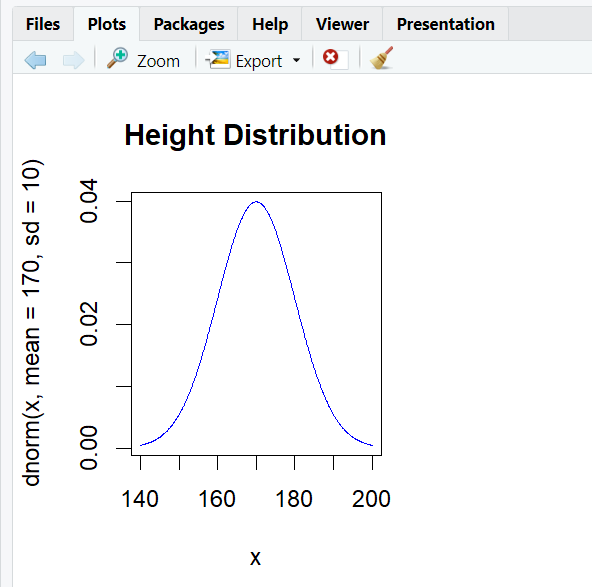 Files Plots Packages Help Viewer Presentation
Zoom Export
Height Distribution
dnorm(x, mean = 170, sd = 10)
0.04
0.02
0.00
140 160 180 200
x